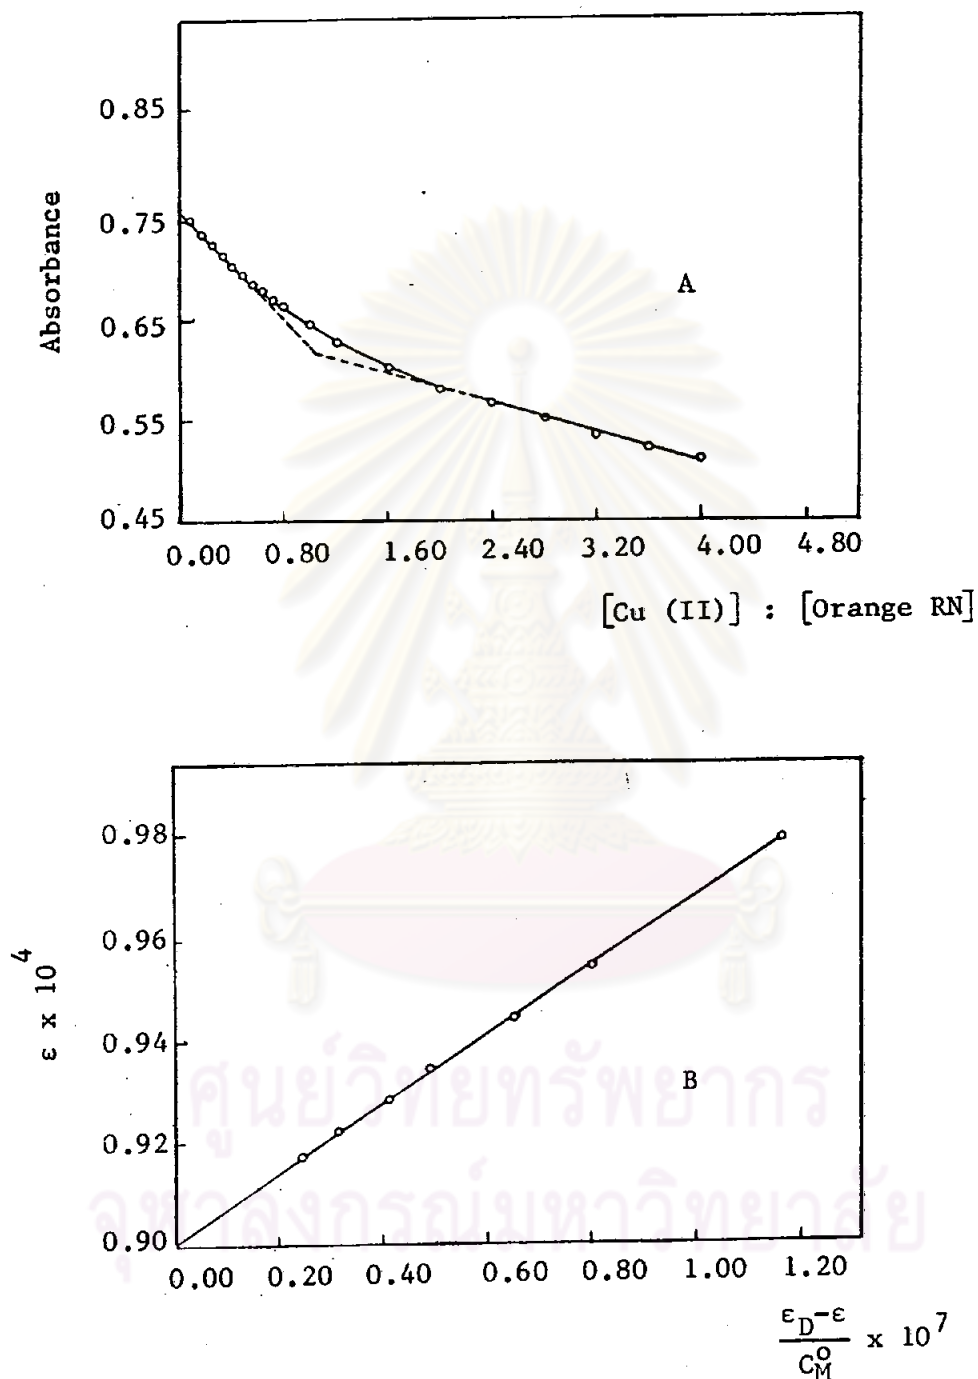 0.85
0.75
0.65
0.55
0.45
Absorbance
A
0.00 0.80 1.60 2.40 3.20 4.00 4.80
[Cu (II)] : [Orange RN]
0.98
0.96
0.94
0.92
0.90
ε x 10⁴
B
0.00 0.20 0.40 0.60 0.80 1.00 1.20
ε_D-ε
C_M^o x 10⁷
ศูนย์วิทยทรัพยากร
จุฬาลงกรณ์มหาวิทยาลัย